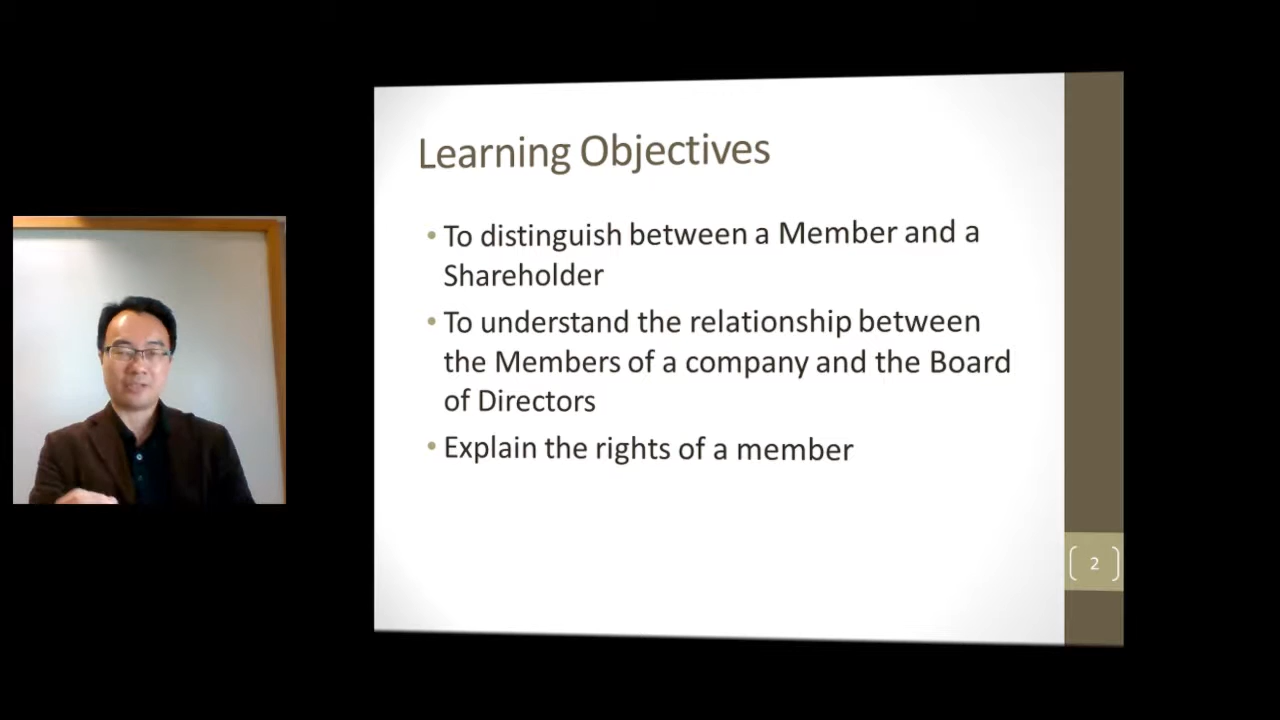 Learning Objectives
• To distinguish between a Member and a
Shareholder
• To understand the relationship between
the Members of a company and the Board
of Directors
• Explain the rights of a member
2